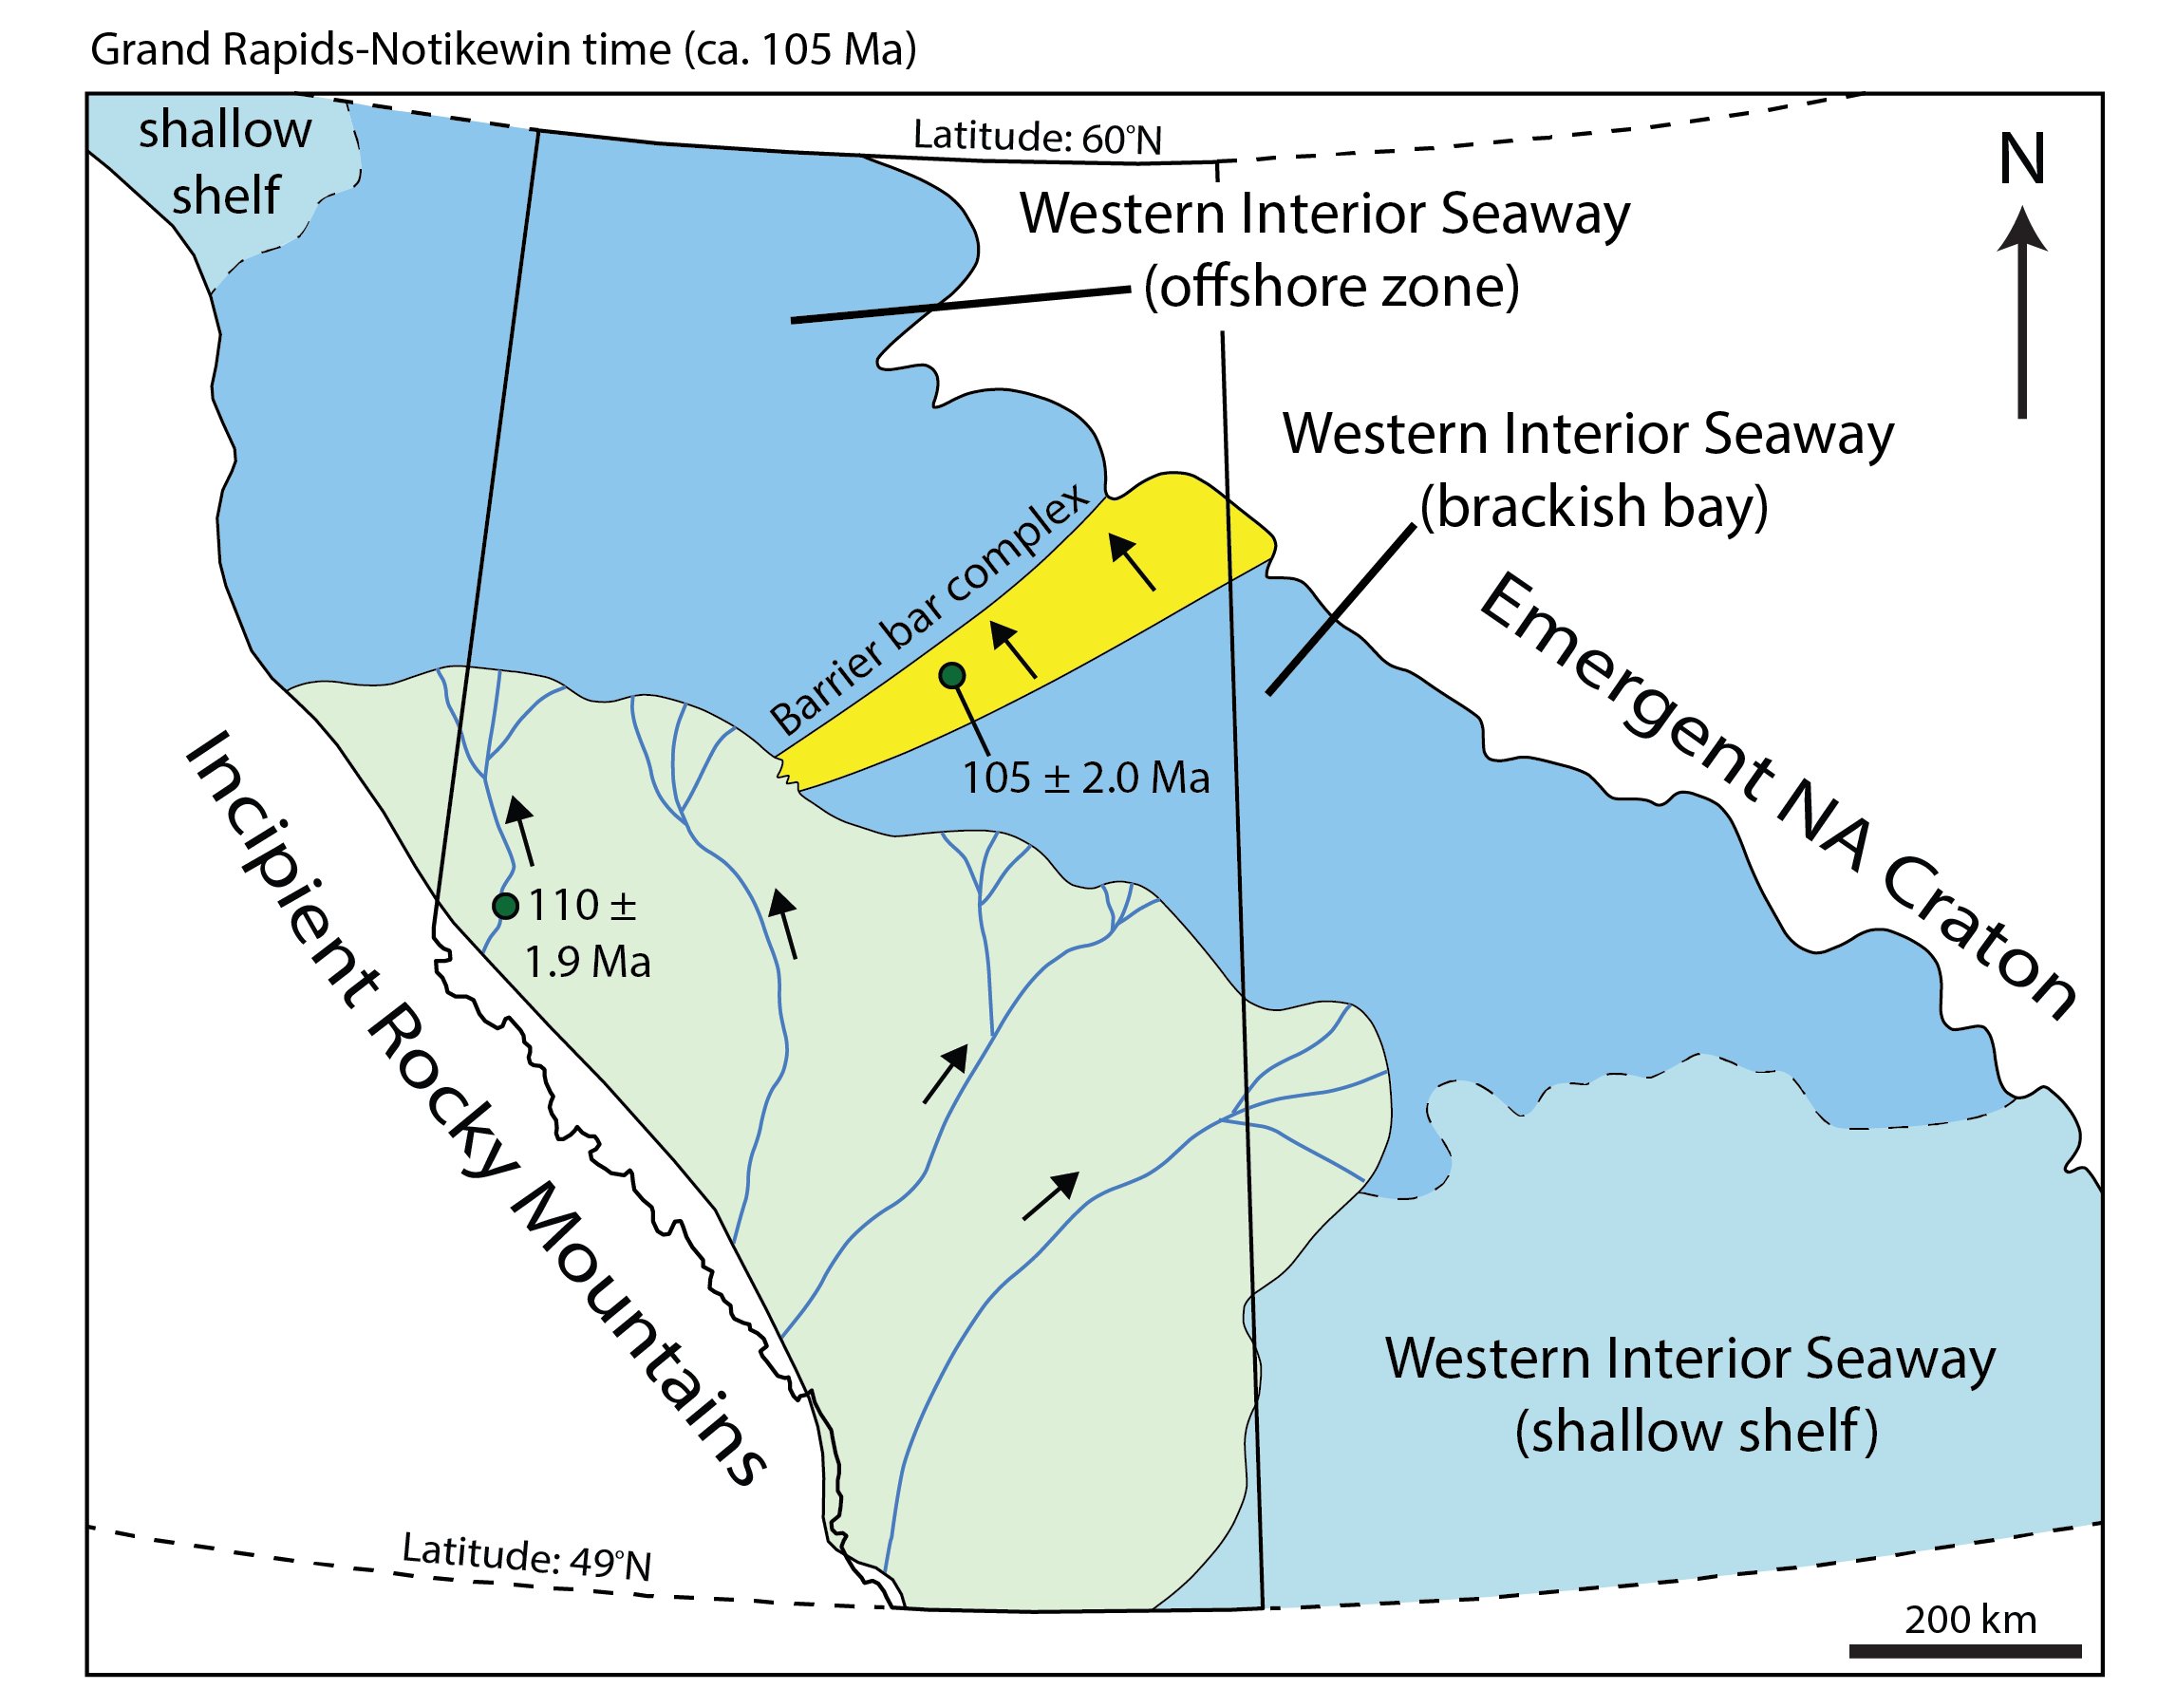 Grand Rapids-Notikewin time (ca. 105 Ma)
shallow
shelf
Latitude: 60°N
N
Western Interior Seaway
(offshore zone)
Western Interior Seaway
(brackish bay)
Barrier bar complex
Emergent NA Craton
105 ± 2.0 Ma
110 ±
1.9 Ma
Incipient Rocky Mountains
Western Interior Seaway
(shallow shelf)
Latitude: 49°N
200 km